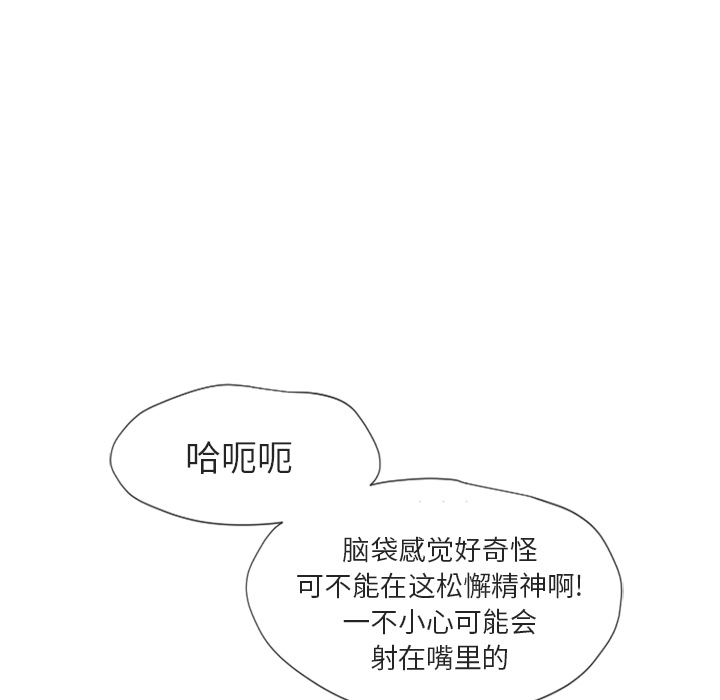 哈呃呃
脑袋感觉好奇怪
可不能在这松懈精神啊!
一不小心可能会
射在嘴里的